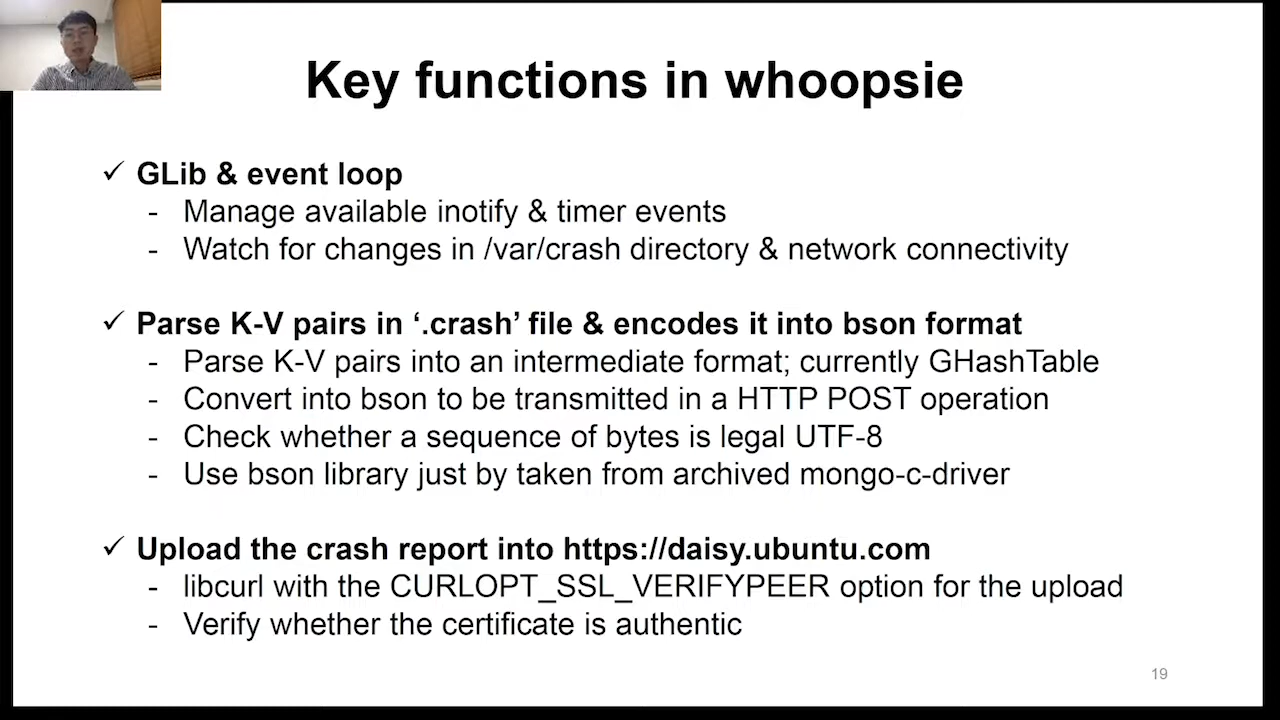 Key functions in whoopsie
✓ GLib & event loop
- Manage available inotify & timer events
- Watch for changes in /var/crash directory & network connectivity
✓ Parse K-V pairs in ‘.crash’ file & encodes it into bson format
- Parse K-V pairs into an intermediate format; currently GHashTable
- Convert into bson to be transmitted in a HTTP POST operation
- Check whether a sequence of bytes is legal UTF-8
- Use bson library just by taken from archived mongo-c-driver
✓ Upload the crash report into https://daisy.ubuntu.com
- libcurl with the CURLOPT_SSL_VERIFYPEER option for the upload
- Verify whether the certificate is authentic
19